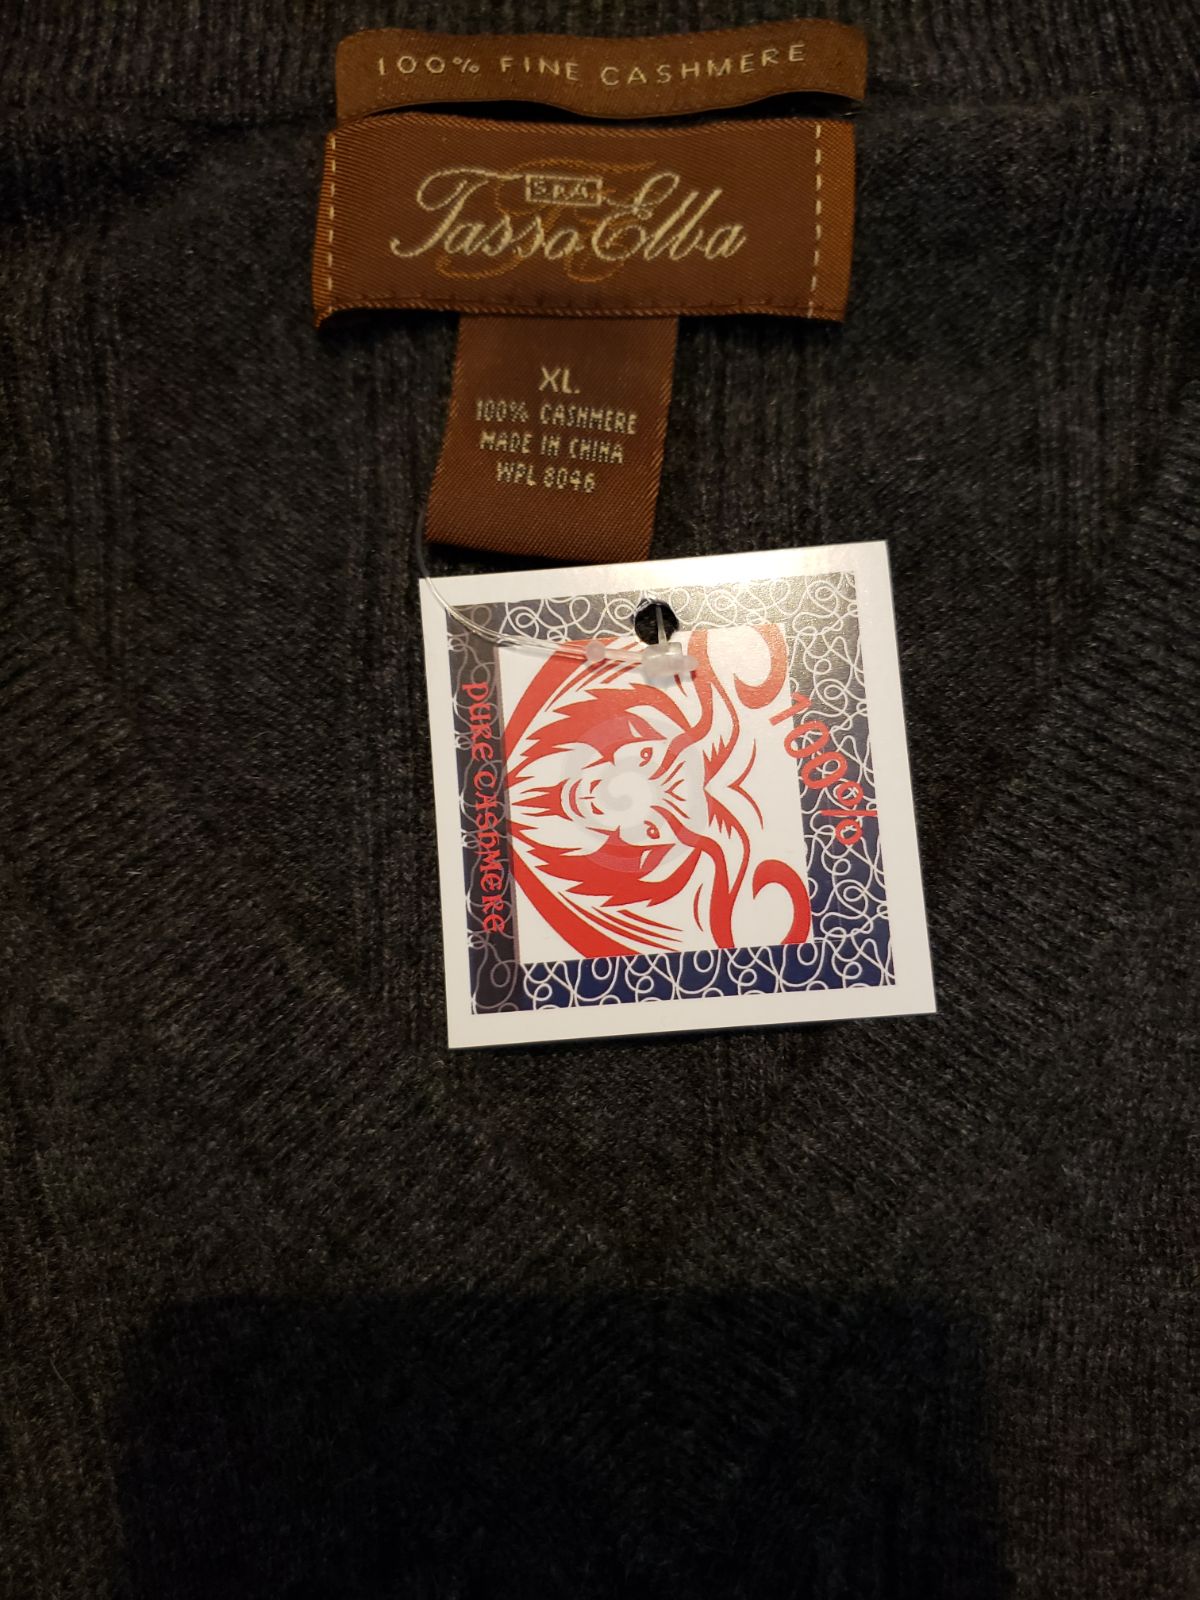 100% FINE CASHMERE
S.P.A.
Tasso Elba
XL
100% CASHMERE
MADE IN CHINA
WPL 8046
100%
PURE CASHMERE